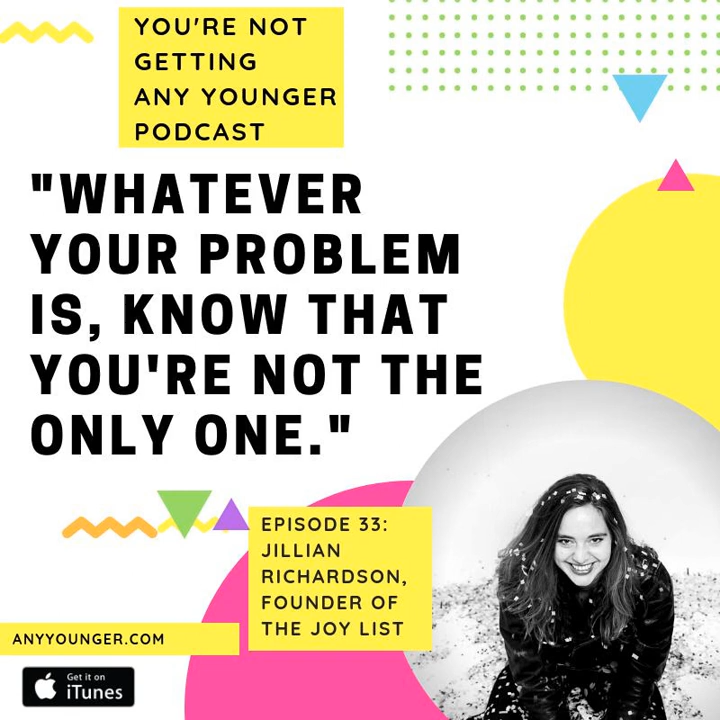 YOU'RE NOT
GETTING
ANY YOUNGER
PODCAST
"WHATEVER
YOUR PROBLEM
IS, KNOW THAT
YOU'RE NOT THE
ONLY ONE."
EPISODE 33:
JILLIAN
RICHARDSON,
FOUNDER OF
THE JOY LIST
ANYYOUNGER.COM
Get it on
iTunes